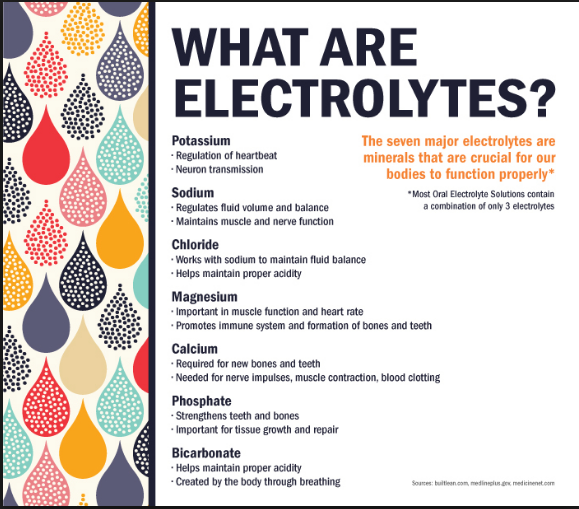 WHAT ARE
ELECTROLYTES?
The seven major electrolytes are
minerals that are crucial for our
bodies to function properly*
*Most Oral Electrolyte Solutions contain
a combination of only 3 electrolytes
Potassium
· Regulation of heartbeat
· Neuron transmission
Sodium
· Regulates fluid volume and balance
· Maintains muscle and nerve function
Chloride
· Works with sodium to maintain fluid balance
· Helps maintain proper acidity
Magnesium
· Important in muscle function and heart rate
· Promotes immune system and formation of bones and teeth
Calcium
· Required for new bones and teeth
· Needed for nerve impulses, muscle contraction, blood clotting
Phosphate
· Strengthens teeth and bones
· Important for tissue growth and repair
Bicarbonate
· Helps maintain proper acidity
· Created by the body through breathing
Sources: builtlean.com, medlineplus.gov, medicinenet.com